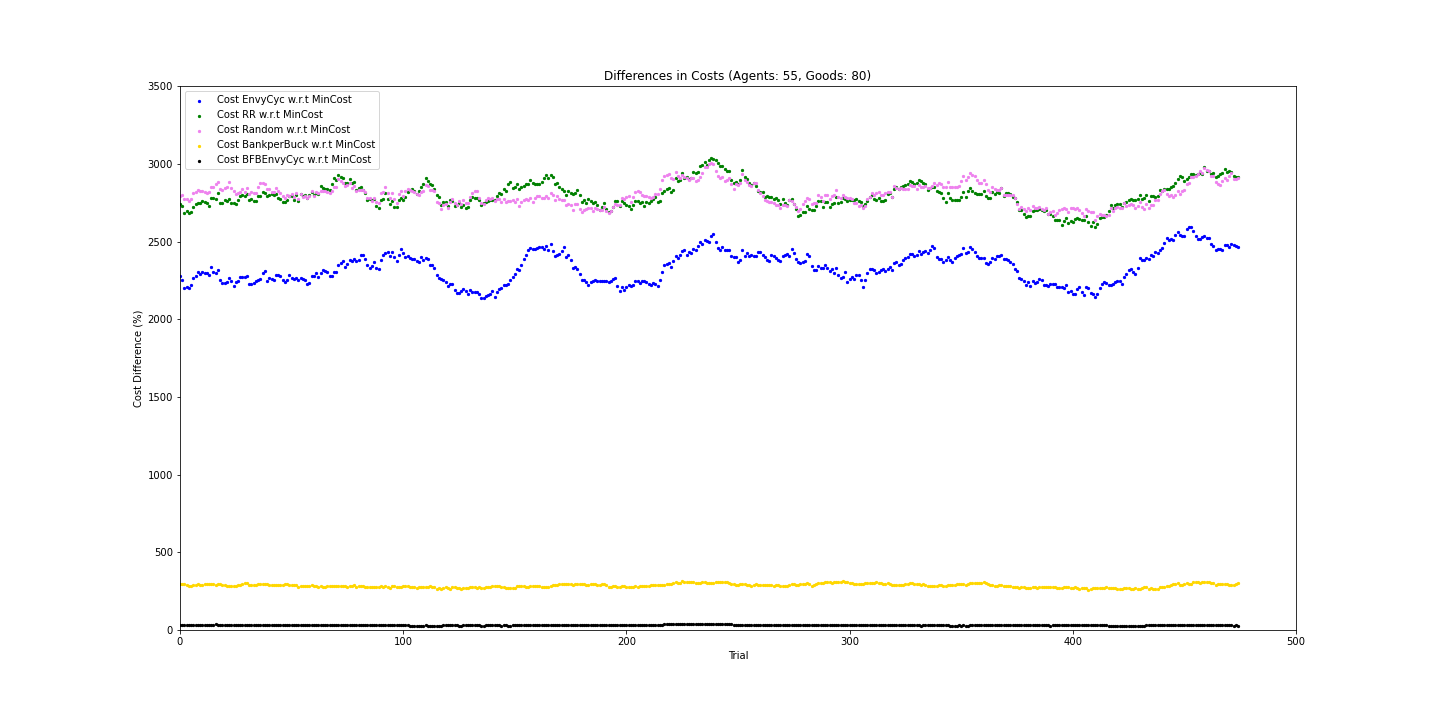 Differences in Costs (Agents: 55, Goods: 80)
3500
3000
2500
2000
1500
1000
500
0
Cost Difference (%)
Cost EnvyCyc w.r.t MinCost
Cost RR w.r.t MinCost
Cost Random w.r.t MinCost
Cost BankperBuck w.r.t MinCost
Cost BFBEnvyCyc w.r.t MinCost
0 100 200 300 400 500
Trial